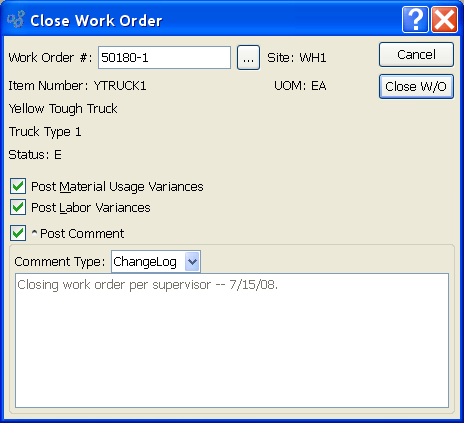 Close Work Order
Work Order #: 50180-1 ... Site: WH1 Cancel
Item Number: YTRUCK1 UOM: EA Close W/O
Yellow Tough Truck
Truck Type 1
Status: E
Post Material Usage Variances
Post Labor Variances
^ Post Comment
Comment Type: ChangeLog
Closing work order per supervisor -- 7/15/08.